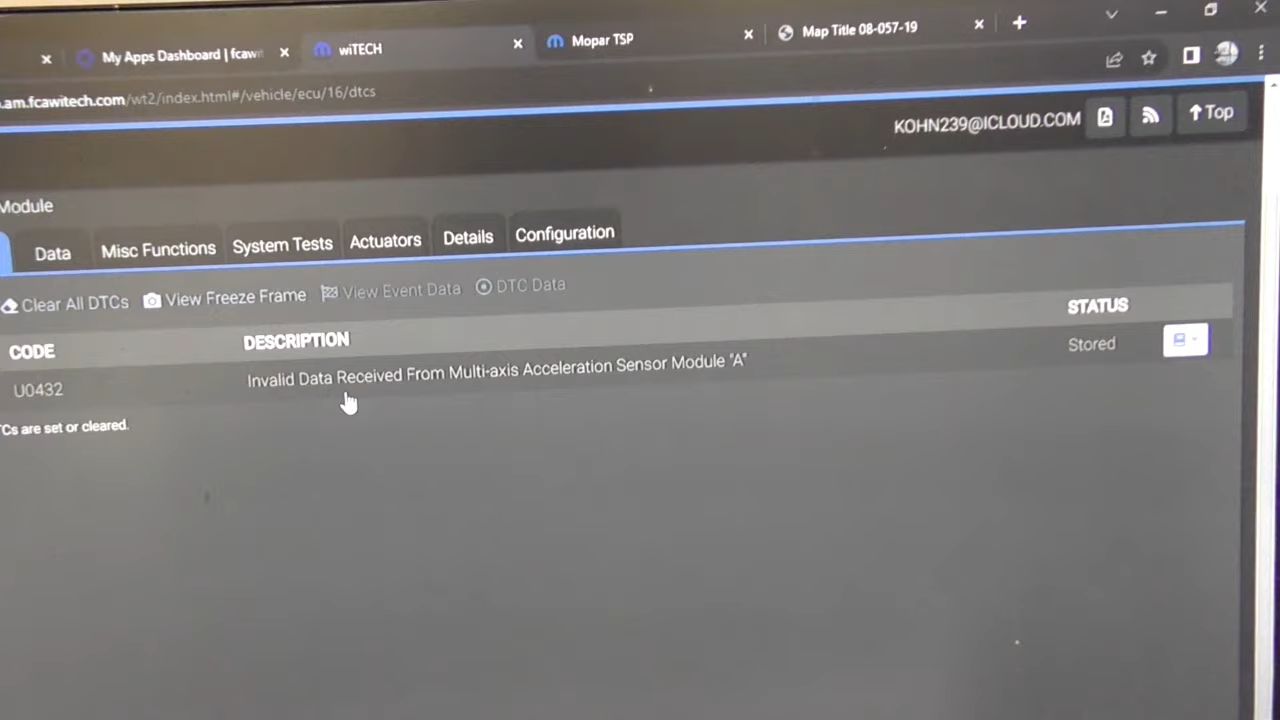 My Apps Dashboard | fcawi
wiTECH
Mopar TSP
Map Title 08-057-19
.am.fcawitech.com/wt2/index.html#/vehicle/ecu/16/dtcs
KOHN239@ICLOUD.COM
Top
Module
Data
Misc Functions
System Tests
Actuators
Details
Configuration
Clear All DTCs
View Freeze Frame
View Event Data
DTC Data
CODE
DESCRIPTION
STATUS
U0432
Invalid Data Received From Multi-axis Acceleration Sensor Module "A"
Stored
Cs are set or cleared.